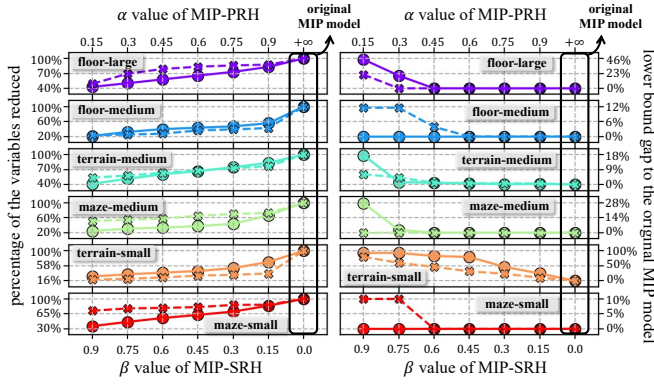 α value of MIP-PRH
original
MIP model
α value of MIP-PRH
original
MIP model
0.15 0.3 0.45 0.6 0.75 0.9 +∞
0.15 0.3 0.45 0.6 0.75 0.9 +∞
percentage of the variables reduced
lower bound gap to the original MIP model
100%
70%
40%
floor-large
floor-large
46%
23%
0%
100%
60%
20%
floor-medium
floor-medium
12%
0%
100%
70%
40%
terrain-medium
terrain-medium
18%
9%
0%
100%
60%
20%
maze-medium
maze-medium
28%
14%
0%
100%
58%
16%
terrain-small
terrain-small
100%
50%
0%
100%
65%
30%
maze-small
maze-small
10%
0%
0.9 0.75 0.6 0.45 0.3 0.15 0.0
0.9 0.75 0.6 0.45 0.3 0.15 0.0
β value of MIP-SRH
β value of MIP-SRH